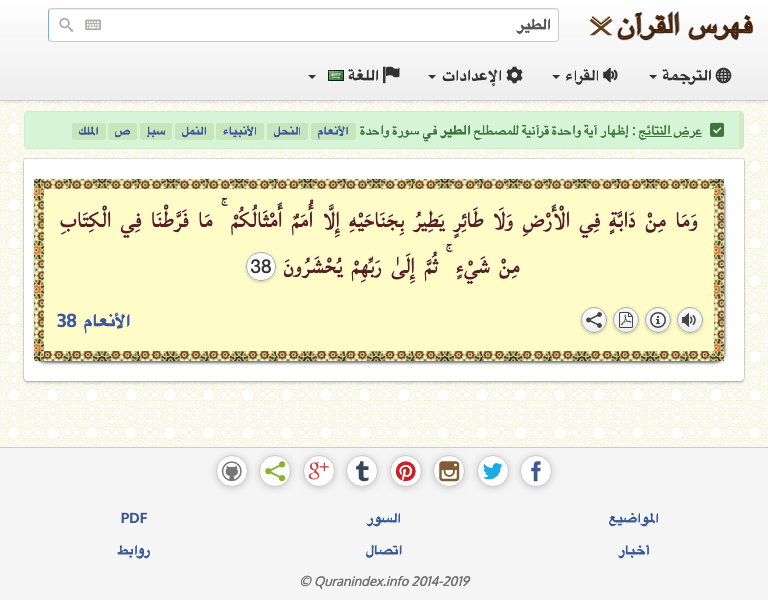 فهرس القرآن
الطير
الترجمة القراء الإعدادات اللغة
عرض النتائج : إظهار آية واحدة قرآنية للمصطلح الطير في سورة واحدة الأنعام النحل الأنبياء النمل سبإ ص الملك
وَمَا مِنْ دَابَّةٍ فِي الْأَرْضِ وَلَا طَائِرٍ يَطِيرُ بِجَنَاحَيْهِ إِلَّا أُمَمٌ أَمْثَالُكُمْ ۚ مَا فَرَّطْنَا فِي الْكِتَابِ
مِنْ شَيْءٍ ۚ ثُمَّ إِلَىٰ رَبِّهِمْ يُحْشَرُونَ 38
الأنعام 38
المواضيع السور PDF
أخبار اتصال روابط
© Quranindex.info 2014-2019